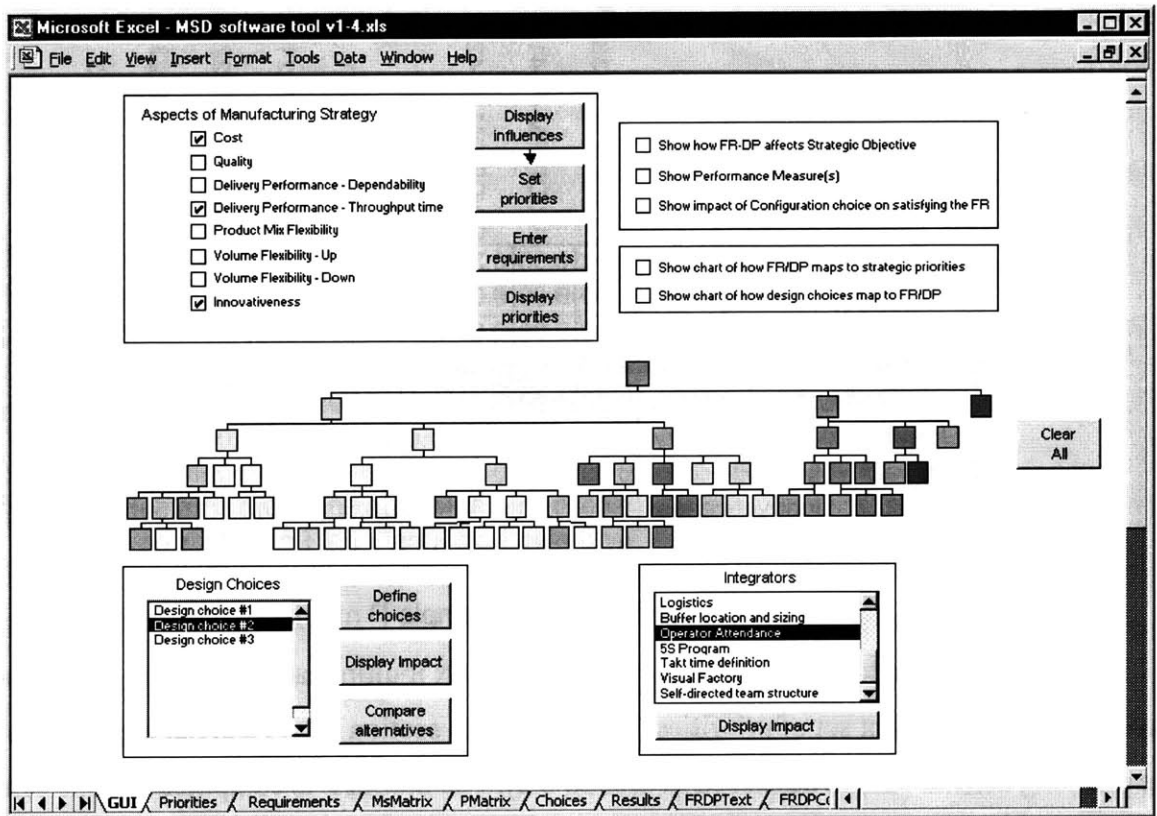 Microsoft Excel - MSD software tool v1-4.xls
File Edit View Insert Format Tools Data Window Help
Aspects of Manufacturing Strategy
Cost
Quality
Delivery Performance - Dependability
Delivery Performance - Throughput time
Product Mix Flexibility
Volume Flexibility - Up
Volume Flexibility - Down
Innovativeness
Display
influences
Set
priorities
Enter
requirements
Display
priorities
Show how FR-DP affects Strategic Objective
Show Performance Measure(s)
Show impact of Configuration choice on satisfying the FR
Show chart of how FR/DP maps to strategic priorities
Show chart of how design choices map to FR/DP
Clear
All
Design Choices
Design choice #1
Design choice #2
Design choice #3
Define
choices
Display Impact
Compare
alternatives
Integrators
Logistics
Buffer location and sizing
Operator Attendance
5S Program
Takt time definition
Visual Factory
Self-directed team structure
Display Impact
GUI Priorities Requirements MsMatrix PMatrix Choices Results FRDPText